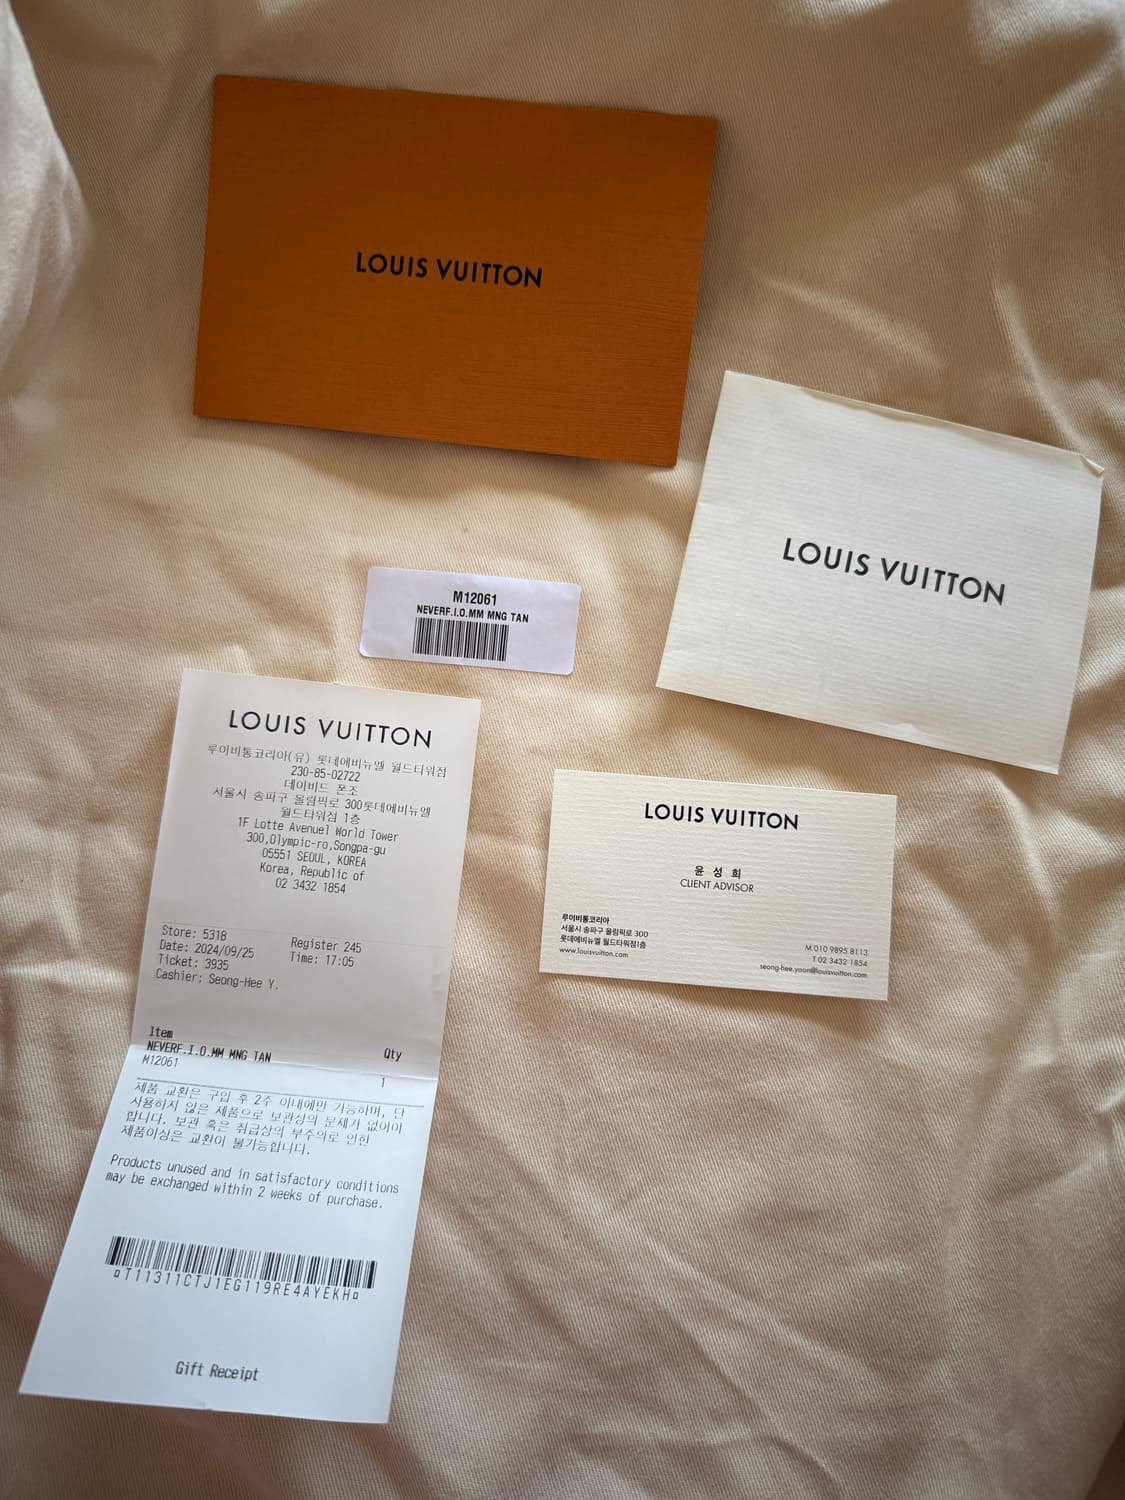 LOUIS VUITTON
LOUIS VUITTON
M12061
NEVERF.I.O.MM MNG TAN
LOUIS VUITTON
루이비통코리아(유) 롯데에비뉴엘 월드타워점
230-85-02722
데이비드 폰조
서울시 송파구 올림픽로 300롯데에비뉴엘
월드타워점 1층
1F Lotte Avenuel World Tower
300,Olympic-ro,Songpa-gu
05551 SEOUL, KOREA
Korea, Republic of
02 3432 1854
Store: 5318
Register 245
Date: 2024/09/25
Time: 17:05
Ticket: 3935
Cashier: Seong-Hee Y.
Item
Qty
NEVERF.I.O.MM MNG TAN
M12061
1
제품 교환은 구입 후 2주 이내에만 가능하며, 단
사용하지 않은 제품으로 보관상의 문제가 없어야
합니다. 보관 혹은 취급상의 부주의로 인한
제품이상은 교환이 불가능합니다.
Products unused and in satisfactory conditions
may be exchanged within 2 weeks of purchase.
¤T11311CTJ1EG119RE4AYEKH¤
Gift Receipt
LOUIS VUITTON
윤 성 희
CLIENT ADVISOR
루이비통코리아
서울시 송파구 올림픽로 300
롯데에비뉴엘 월드타워점1층
www.louisvuitton.com
M 010 9895 8113
T 02 3432 1854
seong-hee.yoon@louisvuitton.com